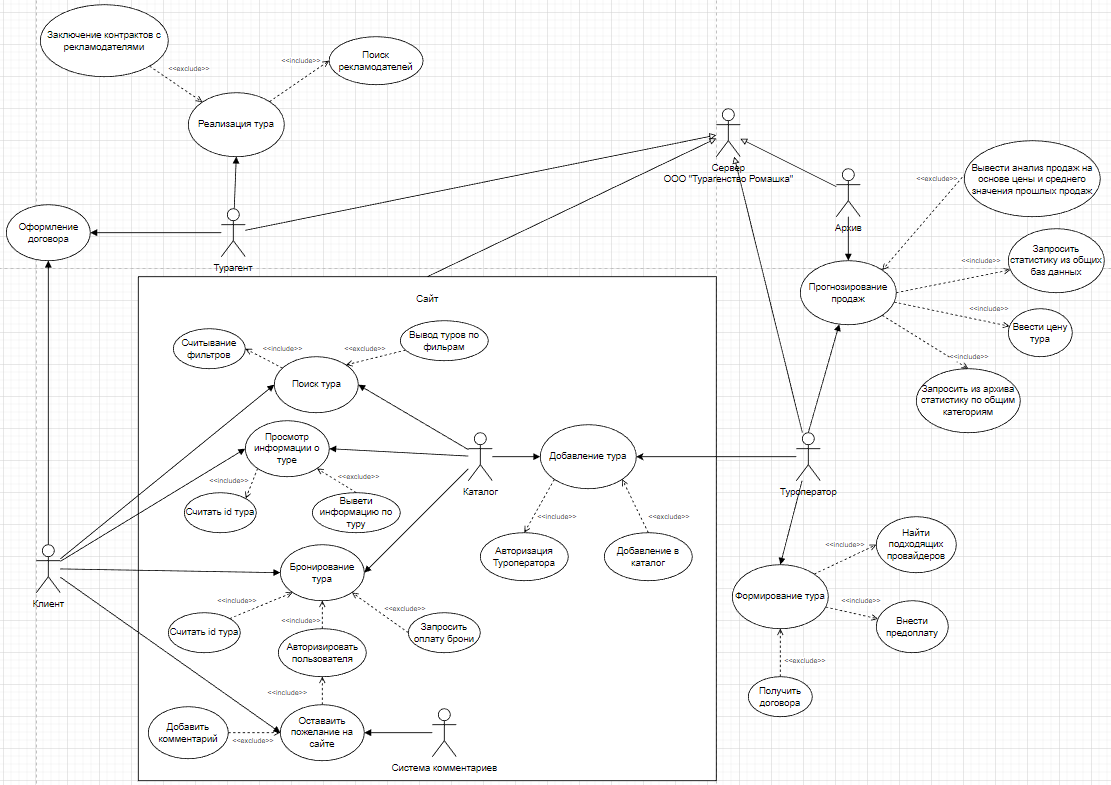 Заключение контрактов с
рекламодателями
<<exclude>>
<<include>>
Поиск
рекламодателей
Реализация тура
Сервер
ООО "Турагенство Ромашка"
Архив
<<exclude>>
Вывести анализ продаж на
основе цены и среднего
значения прошлых продаж
Оформление
договора
Турагент
Запросить
статистику из общих
баз данных
<<include>>
Прогнозирование
продаж
<<include>>
Ввести цену
тура
<<include>>
Запросить из архива
статистику по общим
категориям
Сайт
Считывание
фильтров
<<include>>
<<exclude>>
Вывод туров по
фильрам
Поиск тура
Просмотр
информации о
туре
<<include>>
<<exclude>>
Считать id тура
Вывети
информацию по
туру
Каталог
Добавление тура
Туроператор
<<include>>
<<exclude>>
Авторизация
Туроператора
Добавление в
каталог
Найти
подходящих
провайдеров
<<include>>
Формирование тура
<<include>>
Внести
предоплату
<<exclude>>
Получить
договора
Клиент
Бронирование
тура
<<include>>
<<include>>
<<exclude>>
Считать id тура
Запросить
оплату брони
Авторизировать
пользователя
<<include>>
Добавить
комментарий
<<exclude>>
Оставаить
пожелание на
сайте
Система комментариев